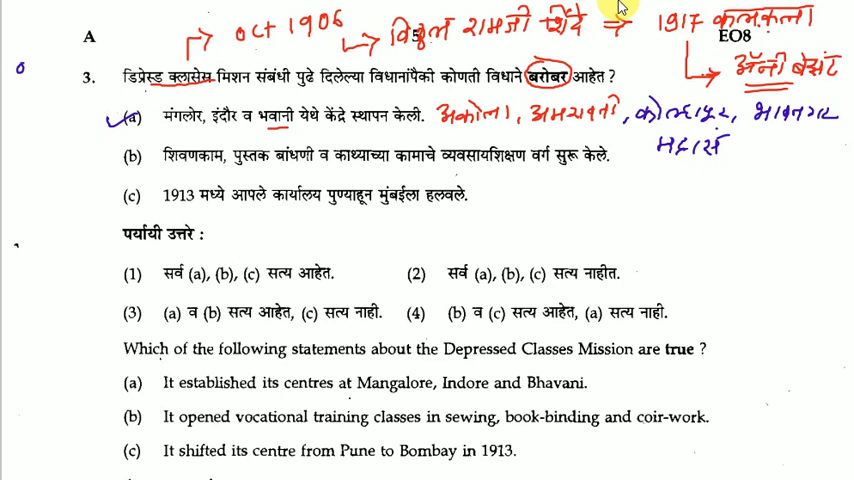 oct 1906
विठ्ठल रामजी शिंदे ⇒ 1917 कलकत्ता
A EO8
ॲनी बेझंट
3. डिप्रेस्ड क्लासेस मिशन संबंधी पुढे दिलेल्या विधानांपैकी कोणती विधाने बरोबर आहेत ?
(a) मंगलोर, इंदौर व भवानी येथे केंद्रे स्थापन केली. अकोला, अमरावती, कोल्हापूर, भावनगर
मद्रास
(b) शिवणकाम, पुस्तक बांधणी व काथ्याच्या कामाचे व्यवसायशिक्षण वर्ग सुरू केले.
(c) 1913 मध्ये आपले कार्यालय पुण्याहून मुंबईला हलवले.
पर्यायी उत्तरे :
(1) सर्व (a), (b), (c) सत्य आहेत. (2) सर्व (a), (b), (c) सत्य नाहीत.
(3) (a) व (b) सत्य आहेत, (c) सत्य नाही. (4) (b) व (c) सत्य आहेत, (a) सत्य नाही.
Which of the following statements about the Depressed Classes Mission are true ?
(a) It established its centres at Mangalore, Indore and Bhavani.
(b) It opened vocational training classes in sewing, book-binding and coir-work.
(c) It shifted its centre from Pune to Bombay in 1913.